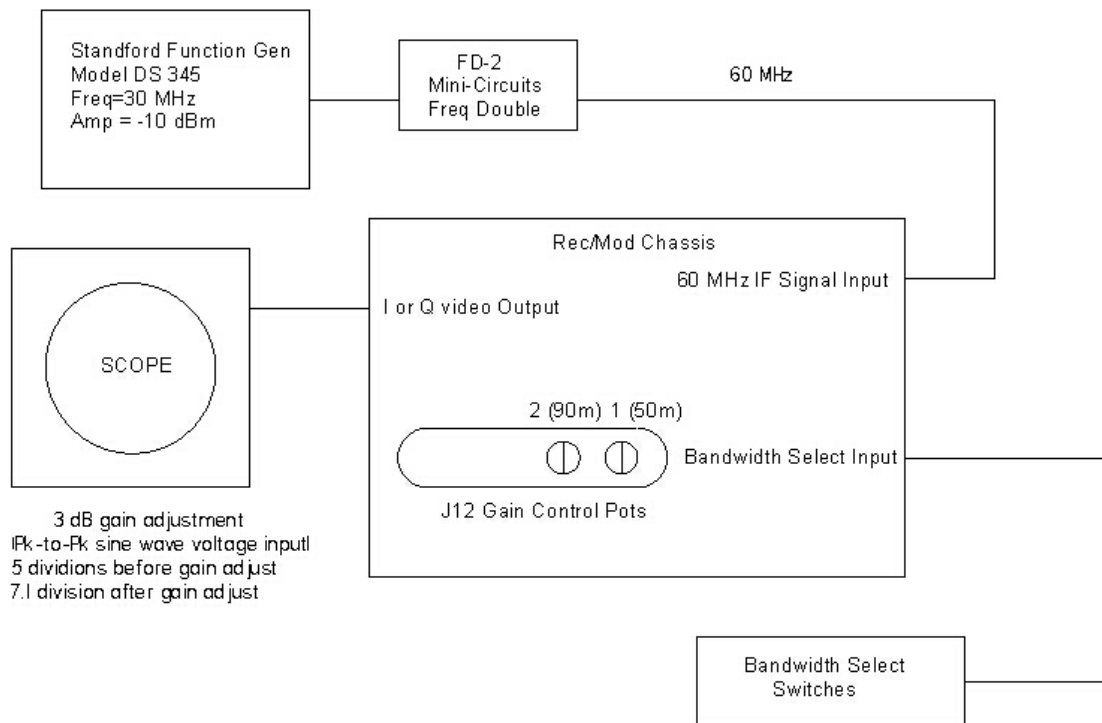 Standford Function Gen
Model DS 345
Freq=30 MHz
Amp = -10 dBm
FD-2
Mini-Circuits
Freq Double
60 MHz
Rec/Mod Chassis
60 MHz IF Signal Input
I or Q video Output
SCOPE
2 (90m) 1 (50m)
Bandwidth Select Input
J12 Gain Control Pots
3 dB gain adjustment
(Pk-to-Pk sine wave voltage input)
5 dividions before gain adjust
7.1 division after gain adjust
Bandwidth Select
Switches